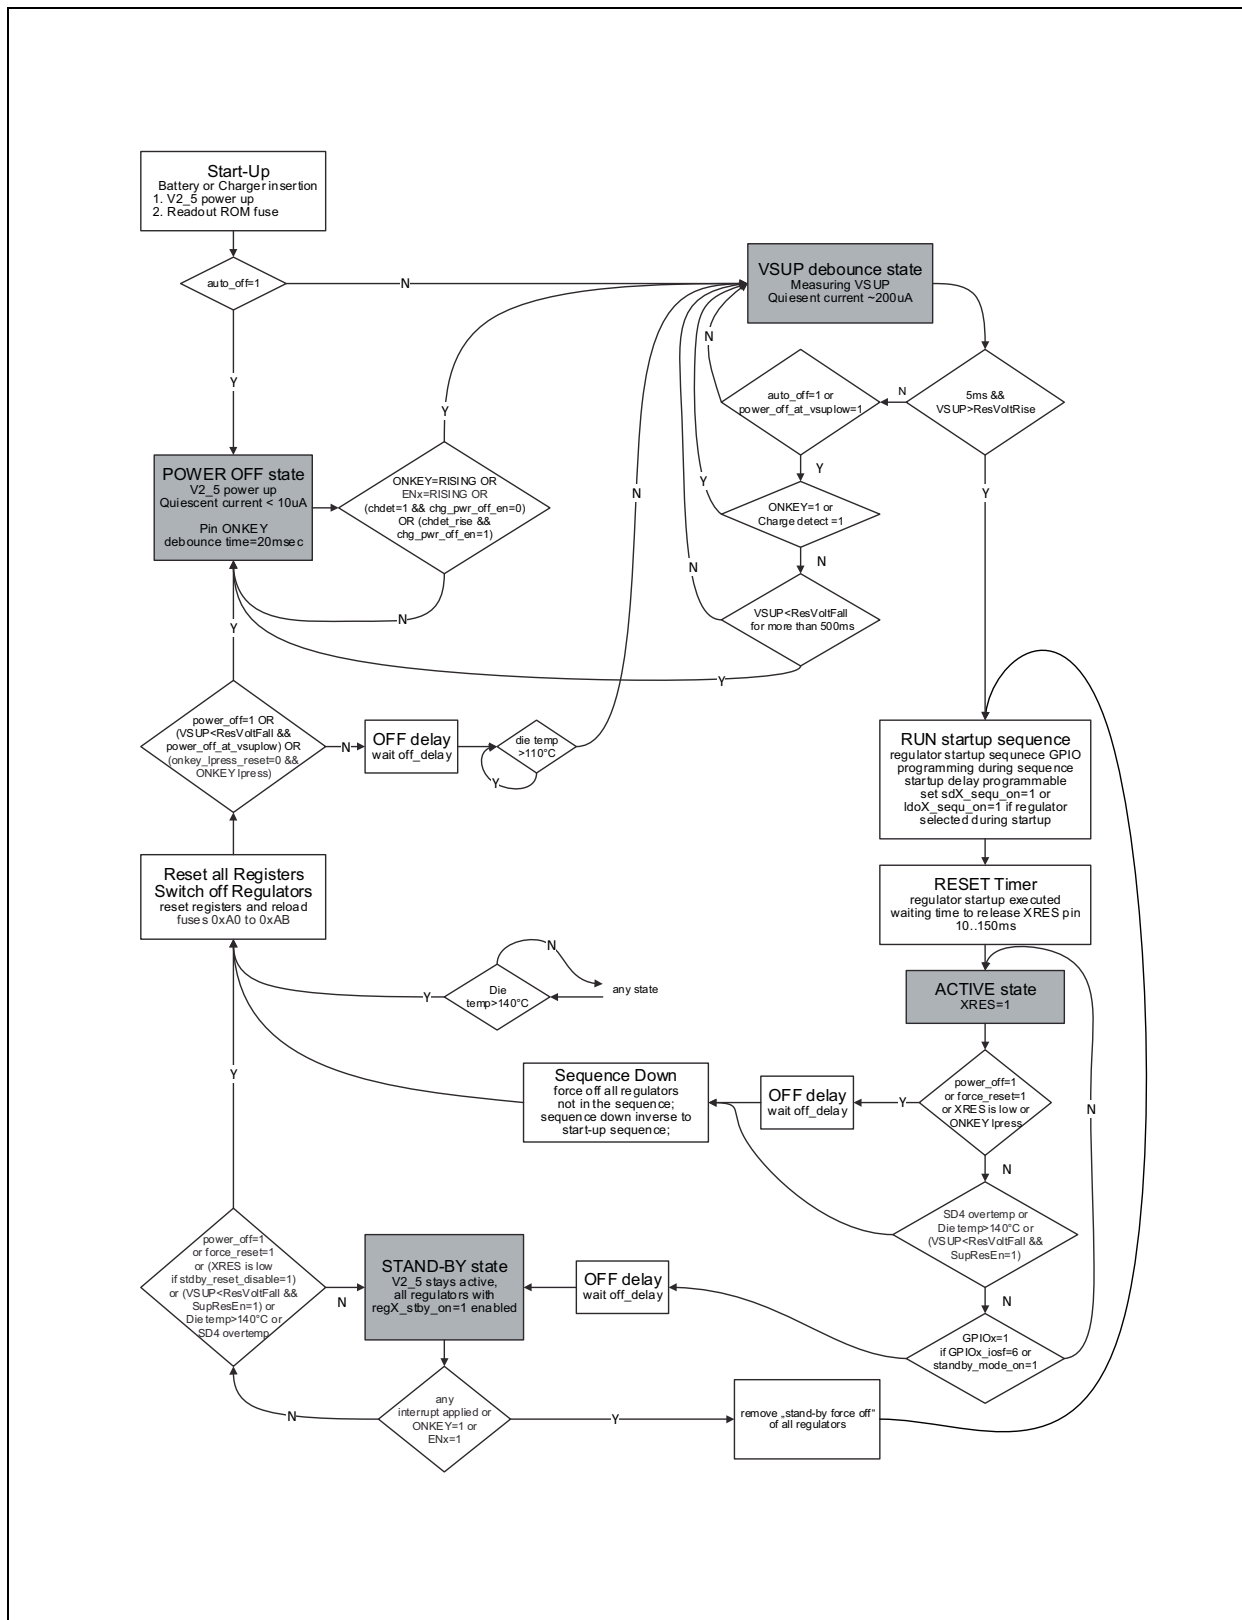 Start-Up
Battery or Charger insertion
1. V2_5 power up
2. Readout ROM fuse
auto_off=1
N
Y
VSUP debounce state
Measuring VSUP
Quiesent current ~200uA
N
5ms &&
VSUP>ResVoltRise
N
auto_off=1 or
power_off_at_vsuplow=1
Y
Y
ONKEY=1 or
Charge detect =1
Y
N
VSUP<ResVoltFall
for more than 500ms
N
Y
Y
POWER OFF state
V2_5 power up
Quiescent current < 10uA
Pin ONKEY
debounce time=20msec
ONKEY=RISING OR
ENx=RISING OR
(chdet=1 && chg_pwr_off_en=0)
OR (chdet_rise &&
chg_pwr_off_en=1)
Y
N
Y
power_off=1 OR
(VSUP<ResVoltFall &&
power_off_at_vsuplow) OR
(onkey_lpress_reset=0 &&
ONKEY lpress)
N
OFF delay
wait off_delay
die temp
>110°C
Y
N
RUN startup sequence
regulator startup sequnece GPIO
programming during sequence
startup delay programmable
set sdX_sequ_on=1 or
ldoX_sequ_on=1 if regulator
selected during startup
Reset all Registers
Switch off Regulators
reset registers and reload
fuses 0xA0 to 0xAB
RESET Timer
regulator startup executed
waiting time to release XRES pin
10..150ms
N
Die
temp>140°C
any state
Y
ACTIVE state
XRES=1
Sequence Down
force off all regulators
not in the sequence;
sequence down inverse to
start-up sequence;
OFF delay
wait off_delay
Y
power_off=1
or force_reset=1
or XRES is low or
ONKEY lpress
N
N
SD4 overtemp or
Die temp>140°C or
(VSUP<ResVoltFall &&
SupResEn=1)
N
Y
power_off=1
or force_reset=1
or (XRES is low
if stdby_reset_disable=1)
or (VSUP<ResVoltFall &&
SupResEn=1) or
Die temp>140°C or
SD4 overtemp
N
STAND-BY state
V2_5 stays active,
all regulators with
regX_stby_on=1 enabled
OFF delay
wait off_delay
GPIOx=1
if GPIOx_iosf=6 or
standby_mode_on=1
N
any
interrupt applied or
ONKEY=1 or
ENx=1
Y
remove „stand-by force off“
of all regulators